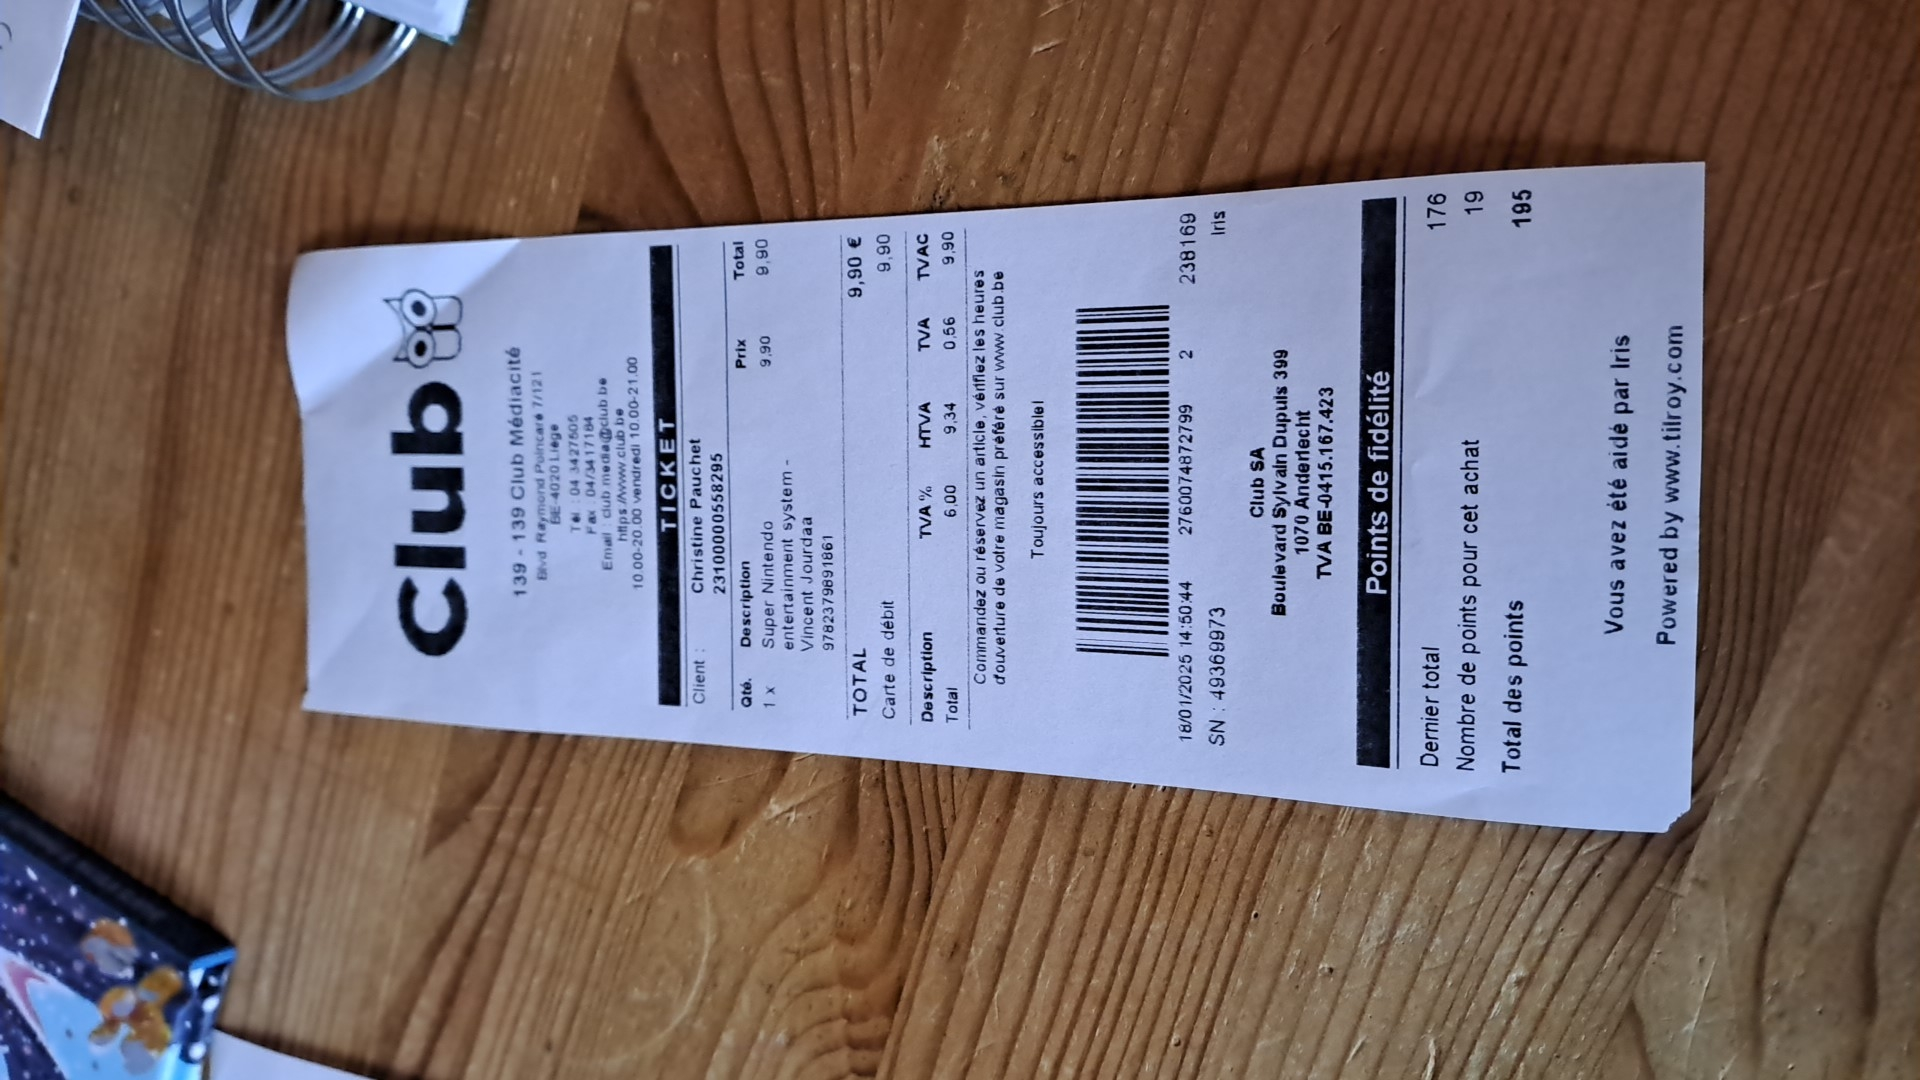 Club
139 - 139 Club Médiacité
Blvd Raymond Poincaré 7/121
BE-4020 Liège
Tél : 04 3427505
Fax : 04/3417184
Email : club.media@club.be
https://www.club.be
10.00-20.00 vendredi 10.00-21.00
TICKET
Client : Christine Pauchet
2310000558295
Qté. Description Prix Total
1 x Super Nintendo 9,90 9,90
entertainment system -
Vincent Jourdaa
9782379891861
TOTAL 9,90 €
Carte de débit 9,90
Description TVA % HTVA TVA TVAC
Total 6,00 9,34 0,56 9,90
Commandez ou réservez un article, vérifiez les heures
d'ouverture de votre magasin préféré sur www.club.be
Toujours accessible!
18/01/2025 14:50:44 2760074872799 2 238169
SN : 49369973 Iris
Club SA
Boulevard Sylvain Dupuis 399
1070 Anderlecht
TVA BE-0415.167.423
Points de fidélité
Dernier total 176
Nombre de points pour cet achat 19
Total des points 195
Vous avez été aidé par Iris
Powered by www.tilroy.com